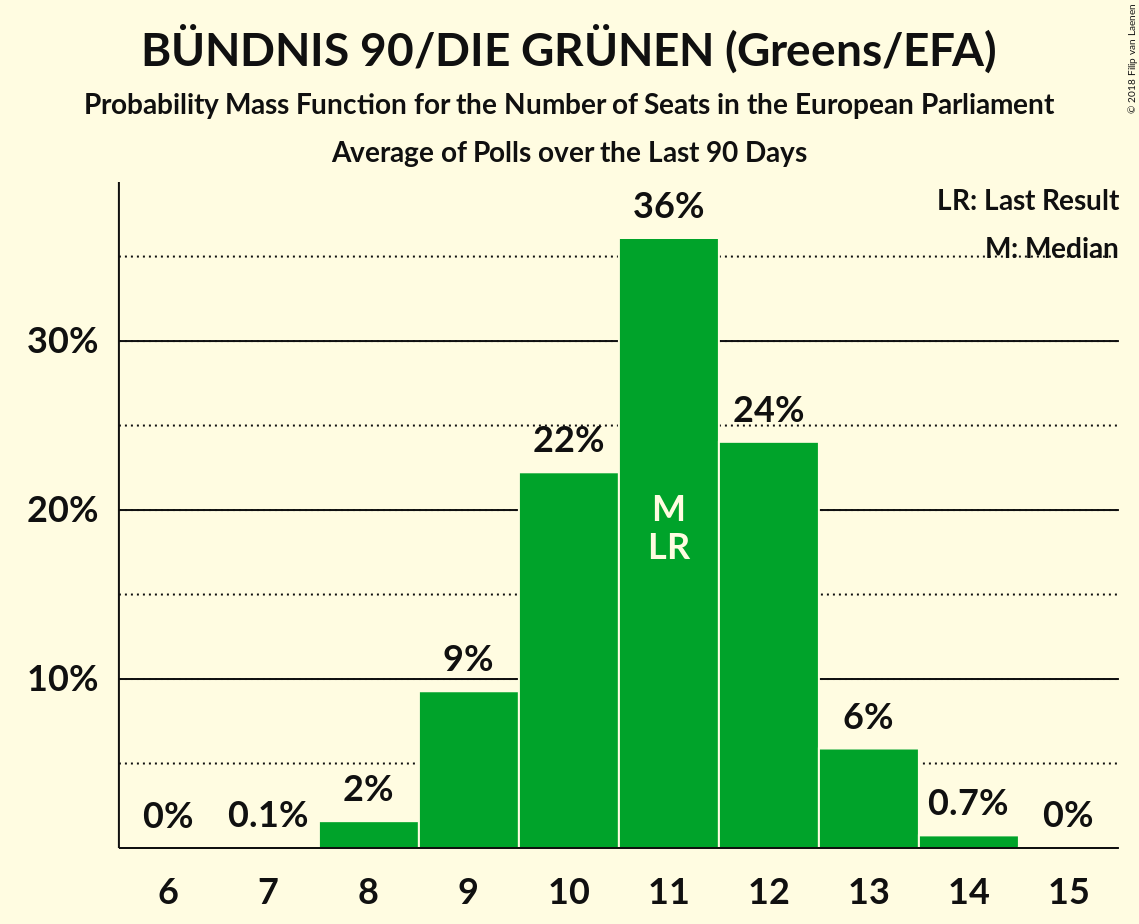 BÜNDNIS 90/DIE GRÜNEN (Greens/EFA)
Probability Mass Function for the Number of Seats in the European Parliament
Average of Polls over the Last 90 Days
© 2018 Filip van Laenen
LR: Last Result
M: Median
36%
30%
24%
22%
20%
M
LR
10%
9%
6%
2%
0%
0.1%
0.7%
0%
6 7 8 9 10 11 12 13 14 15